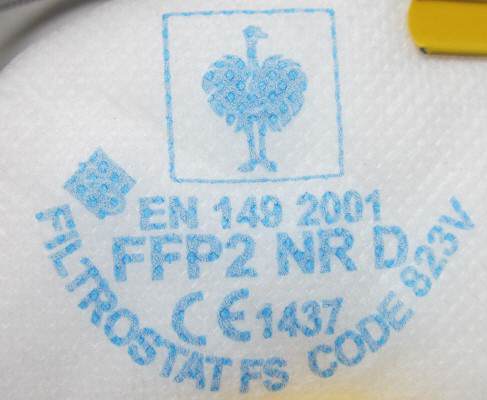 EN 149 2001
FFP2 NR D
CE 1437
FILTROSTAT FS CODE 823V